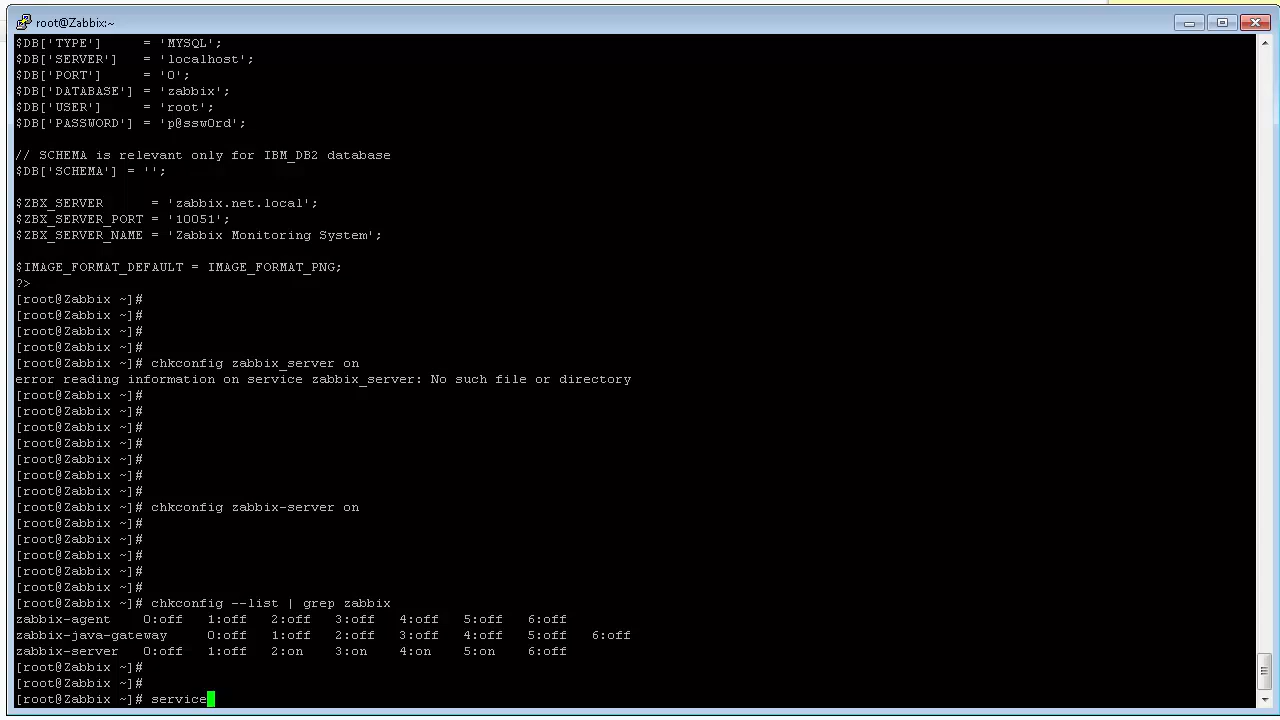 root@Zabbix:~
$DB['TYPE']     = 'MYSQL';
$DB['SERVER']   = 'localhost';
$DB['PORT']     = '0';
$DB['DATABASE'] = 'zabbix';
$DB['USER']     = 'root';
$DB['PASSWORD'] = 'p@ssw0rd';
// SCHEMA is relevant only for IBM_DB2 database
$DB['SCHEMA'] = '';
$ZBX_SERVER      = 'zabbix.net.local';
$ZBX_SERVER_PORT = '10051';
$ZBX_SERVER_NAME = 'Zabbix Monitoring System';
$IMAGE_FORMAT_DEFAULT = IMAGE_FORMAT_PNG;
?>
[root@Zabbix ~]#
[root@Zabbix ~]#
[root@Zabbix ~]#
[root@Zabbix ~]#
[root@Zabbix ~]# chkconfig zabbix_server on
error reading information on service zabbix_server: No such file or directory
[root@Zabbix ~]#
[root@Zabbix ~]#
[root@Zabbix ~]#
[root@Zabbix ~]#
[root@Zabbix ~]#
[root@Zabbix ~]#
[root@Zabbix ~]#
[root@Zabbix ~]# chkconfig zabbix-server on
[root@Zabbix ~]#
[root@Zabbix ~]#
[root@Zabbix ~]#
[root@Zabbix ~]#
[root@Zabbix ~]#
[root@Zabbix ~]# chkconfig --list | grep zabbix
zabbix-agent    0:off   1:off   2:off   3:off   4:off   5:off   6:off
zabbix-java-gateway     0:off   1:off   2:off   3:off   4:off   5:off   6:off
zabbix-server   0:off   1:off   2:on    3:on    4:on    5:on    6:off
[root@Zabbix ~]#
[root@Zabbix ~]#
[root@Zabbix ~]# service